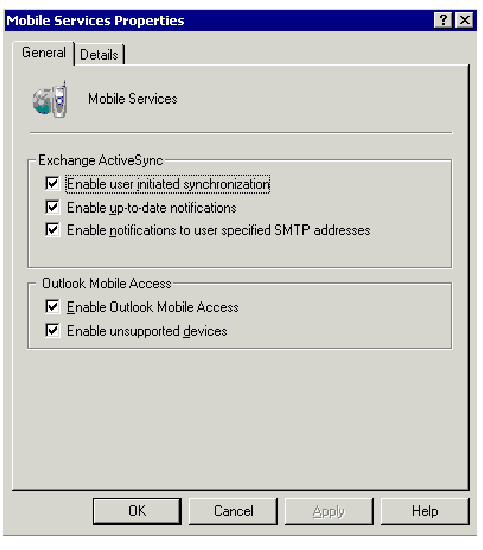 Mobile Services Properties
General
Details
Mobile Services
Exchange ActiveSync
Enable user initiated synchronization
Enable up-to-date notifications
Enable notifications to user specified SMTP addresses
Outlook Mobile Access
Enable Outlook Mobile Access
Enable unsupported devices
OK
Cancel
Apply
Help